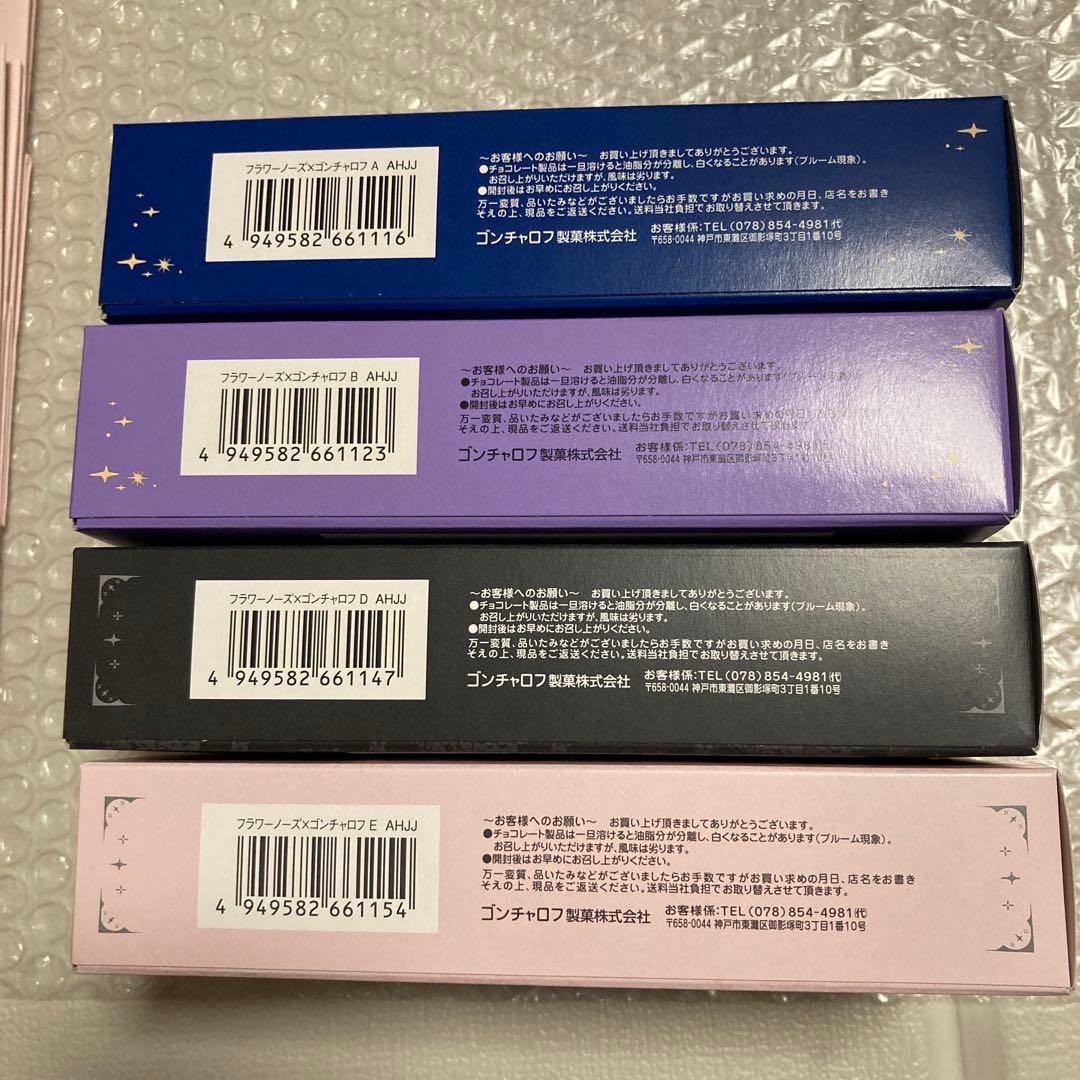 フラワーノーズ×ゴンチャロフ A AHJJ
4 949582 661116
～お客様へのお願い～ お買い上げ頂きましてありがとうございます。
●チョコレート製品は一旦溶けると油脂分が分離し、白くなることがあります(ブルーム現象)。
お召し上がりいただけますが、風味は劣ります。
●開封後はお早めにお召し上がりください。
万一変質、品いたみなどがございましたらお手数ですがお買い求めの月日、店名をお書き
そえの上、現品をご返送ください。送料当社負担でお取り替えさせて頂きます。
ゴンチャロフ製菓株式会社 お客様係:TEL(078)854-4981㈹
〒658-0044 神戸市東灘区御影塚町3丁目1番10号
フラワーノーズ×ゴンチャロフ B AHJJ
4 949582 661123
～お客様へのお願い～ お買い上げ頂きましてありがとうございます。
●チョコレート製品は一旦溶けると油脂分が分離し、白くなることがあります(ブルーム現象)。
お召し上がりいただけますが、風味は劣ります。
●開封後はお早めにお召し上がりください。
万一変質、品いたみなどがございましたらお手数ですがお買い求めの月日、店名をお書き
そえの上、現品をご返送ください。送料当社負担でお取り替えさせて頂きます。
ゴンチャロフ製菓株式会社 お客様係:TEL(078)854-4981㈹
〒658-0044 神戸市東灘区御影塚町3丁目1番10号
フラワーノーズ×ゴンチャロフ D AHJJ
4 949582 661147
～お客様へのお願い～ お買い上げ頂きましてありがとうございます。
●チョコレート製品は一旦溶けると油脂分が分離し、白くなることがあります(ブルーム現象)。
お召し上がりいただけますが、風味は劣ります。
●開封後はお早めにお召し上がりください。
万一変質、品いたみなどがございましたらお手数ですがお買い求めの月日、店名をお書き
そえの上、現品をご返送ください。送料当社負担でお取り替えさせて頂きます。
ゴンチャロフ製菓株式会社 お客様係:TEL(078)854-4981㈹
〒658-0044 神戸市東灘区御影塚町3丁目1番10号
フラワーノーズ×ゴンチャロフ E AHJJ
4 949582 661154
～お客様へのお願い～ お買い上げ頂きましてありがとうございます。
●チョコレート製品は一旦溶けると油脂分が分離し、白くなることがあります(ブルーム現象)。
お召し上がりいただけますが、風味は劣ります。
●開封後はお早めにお召し上がりください。
万一変質、品いたみなどがございましたらお手数ですがお買い求めの月日、店名をお書き
そえの上、現品をご返送ください。送料当社負担でお取り替えさせて頂きます。
ゴンチャロフ製菓株式会社 お客様係:TEL(078)854-4981㈹
〒658-0044 神戸市東灘区御影塚町3丁目1番10号